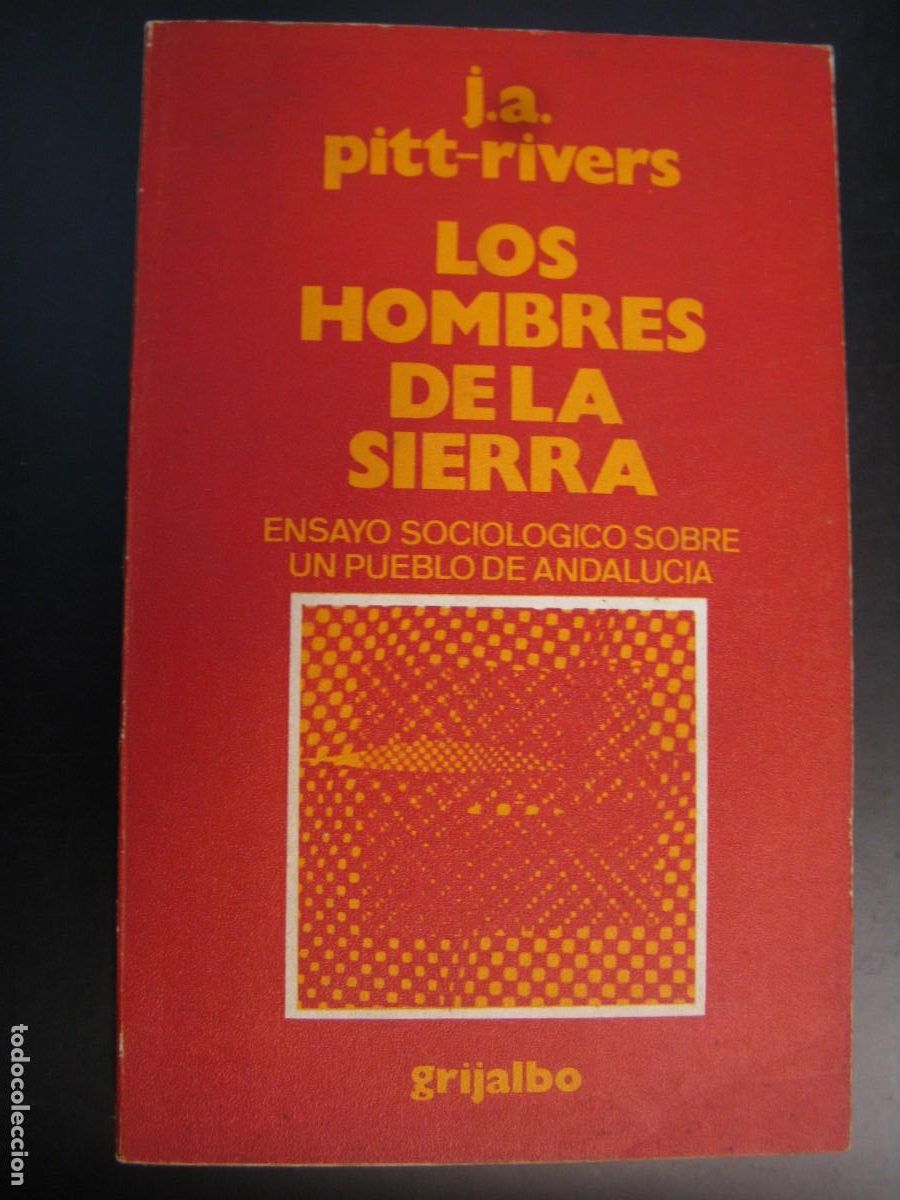 j.a.
pitt-rivers
LOS
HOMBRES
DE LA
SIERRA
ENSAYO SOCIOLOGICO SOBRE
UN PUEBLO DE ANDALUCIA
grijalbo
todocoleccion